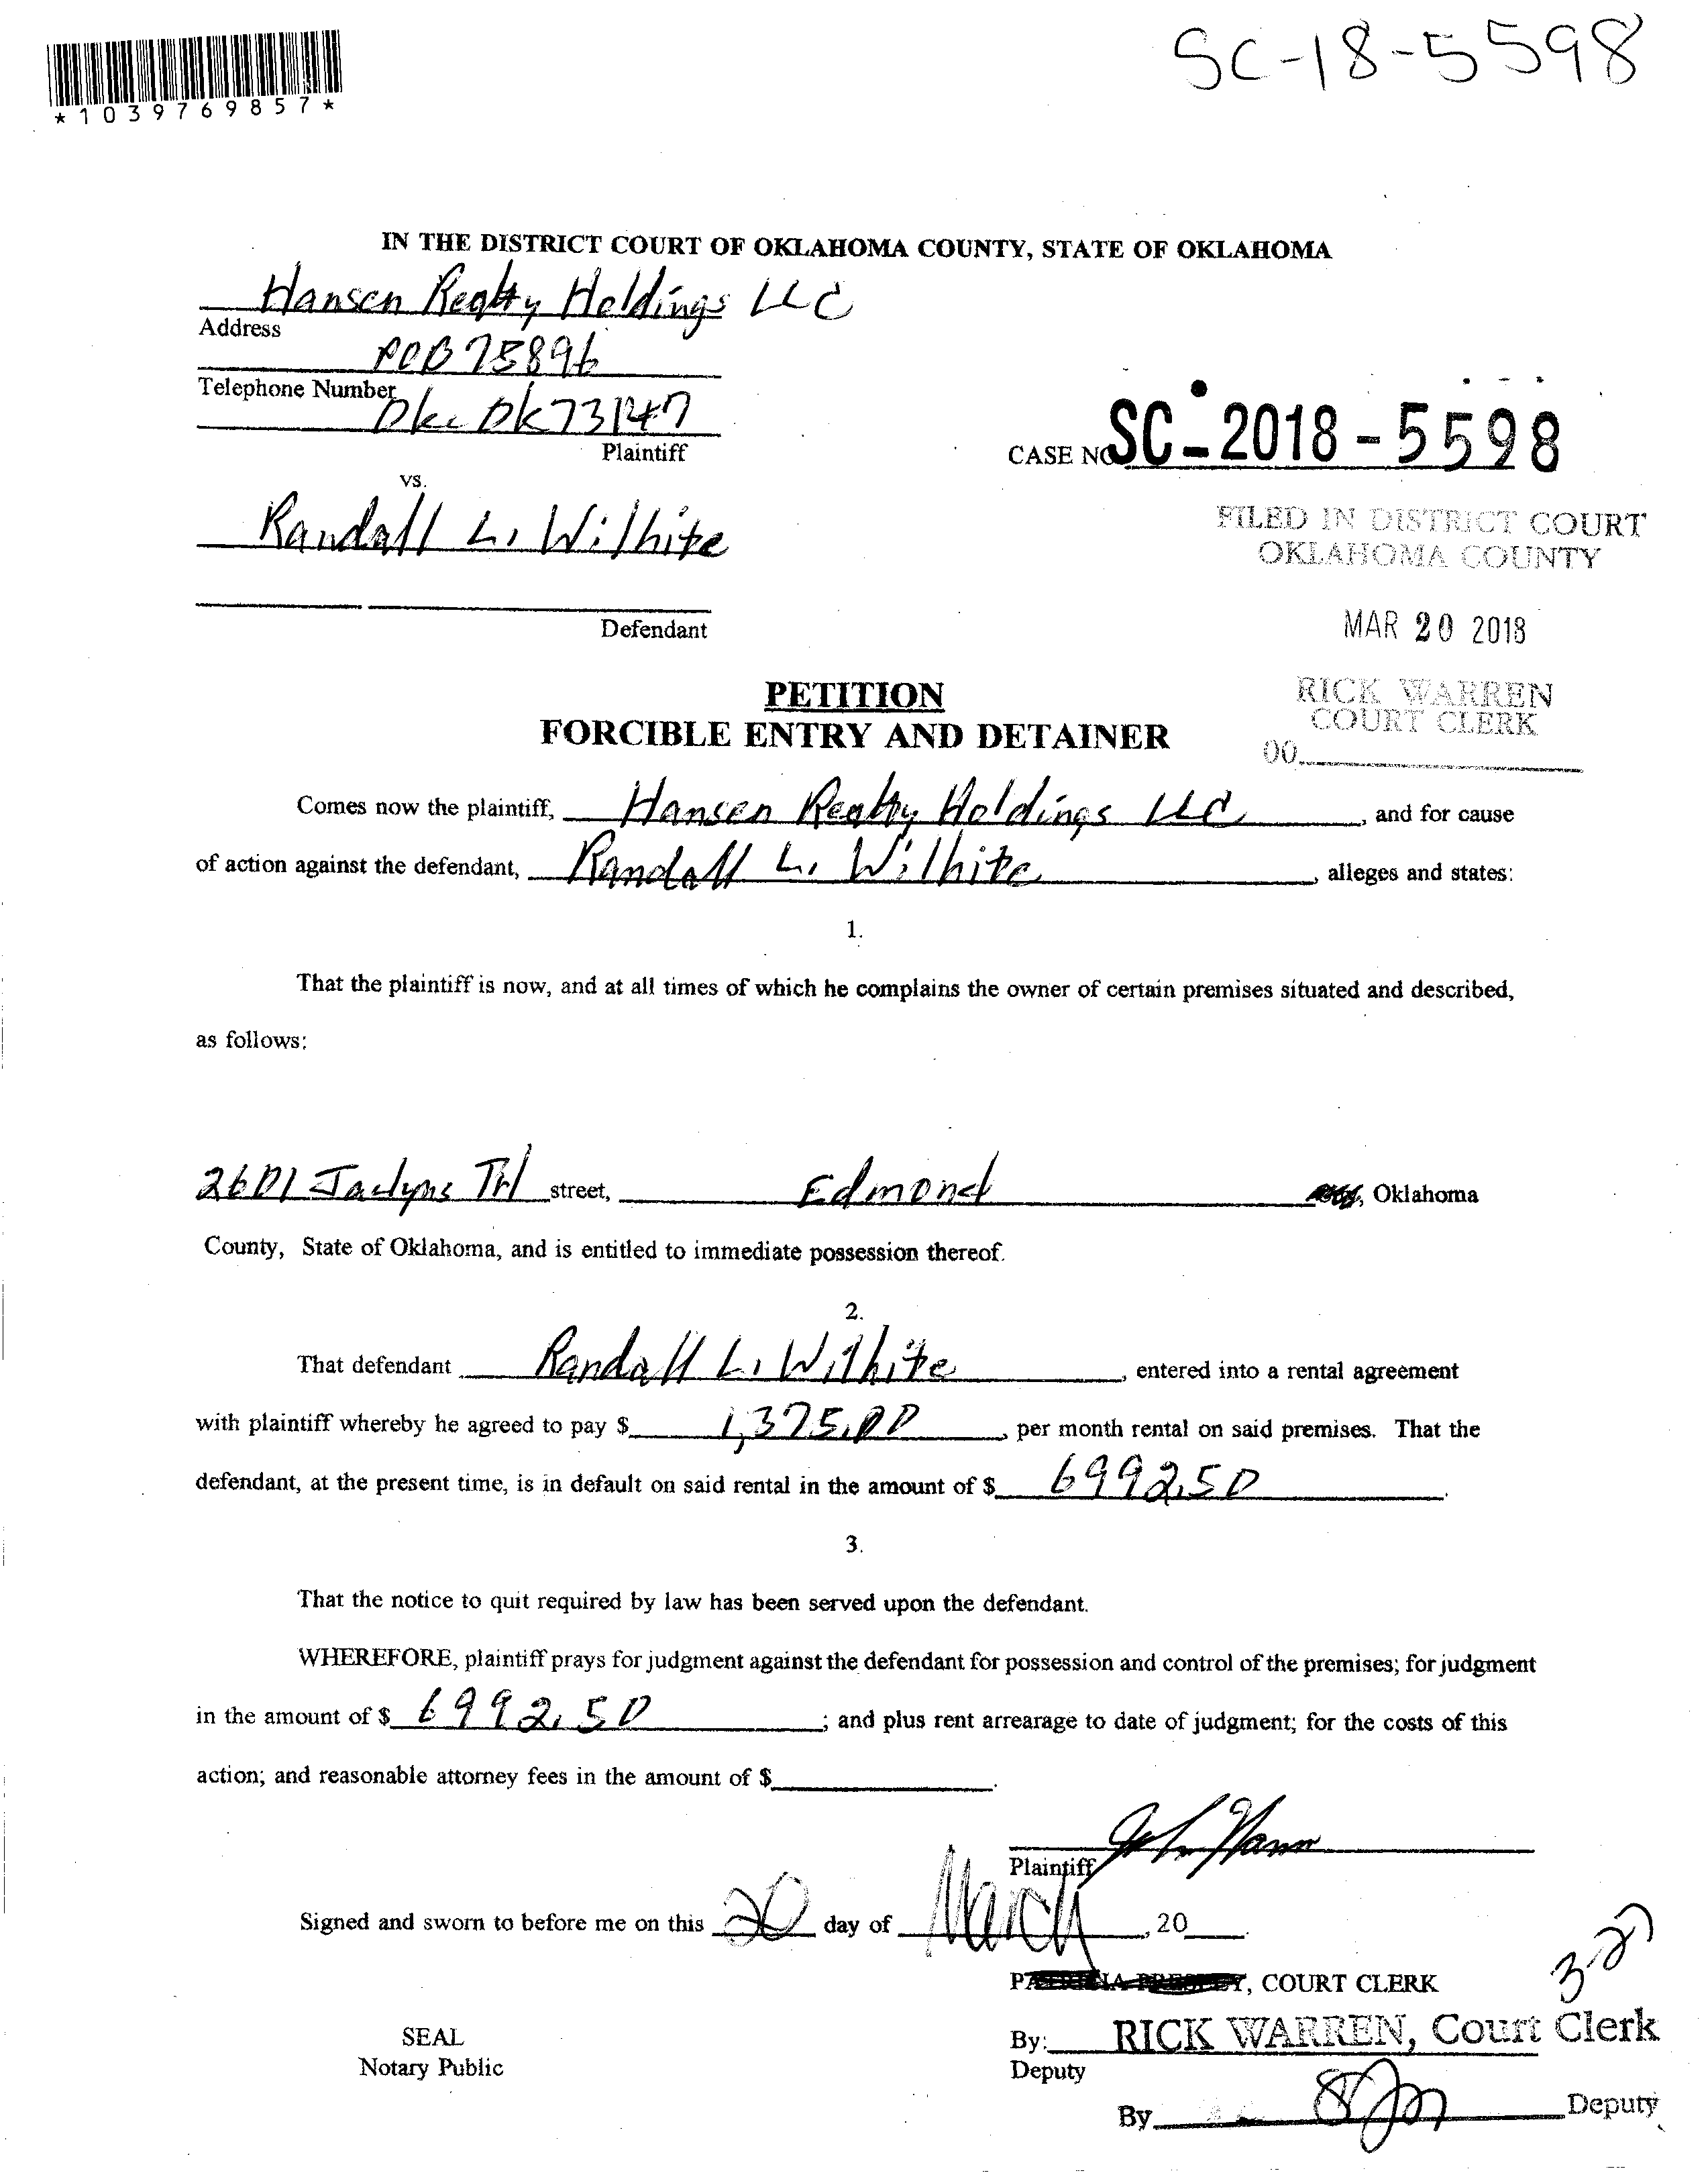 SC-18-5598
*1039769857*
IN THE DISTRICT COURT OF OKLAHOMA COUNTY, STATE OF OKLAHOMA
Hansen Realty Holdings LLC
Address
POB 75896
Telephone Number
Okc Ok 73147
Plaintiff
CASE NO SC-2018-5598
vs.
Randall L. Wilhite
FILED IN DISTRICT COURT
OKLAHOMA COUNTY
Defendant
MAR 20 2018
PETITION
FORCIBLE ENTRY AND DETAINER
RICK WARREN
COURT CLERK
00
Comes now the plaintiff, Hansen Realty Holdings LLC, and for cause
of action against the defendant, Randall L. Wilhite, alleges and states:
1.
That the plaintiff is now, and at all times of which he complains the owner of certain premises situated and described,
as follows:
2601 Jaclyns Trl street, Edmond, Oklahoma
County, State of Oklahoma, and is entitled to immediate possession thereof.
2.
That defendant Randall L. Wilhite, entered into a rental agreement
with plaintiff whereby he agreed to pay $ 1,375.00, per month rental on said premises. That the
defendant, at the present time, is in default on said rental in the amount of $ 6992.50.
3.
That the notice to quit required by law has been served upon the defendant.
WHEREFORE, plaintiff prays for judgment against the defendant for possession and control of the premises; for judgment
in the amount of $ 6992.50; and plus rent arrearage to date of judgment; for the costs of this
action; and reasonable attorney fees in the amount of $ .
Plaintiff
Signed and sworn to before me on this 20 day of March, 20
3-27
, COURT CLERK
SEAL
Notary Public
By: RICK WARREN, Court Clerk
Deputy
By Deputy